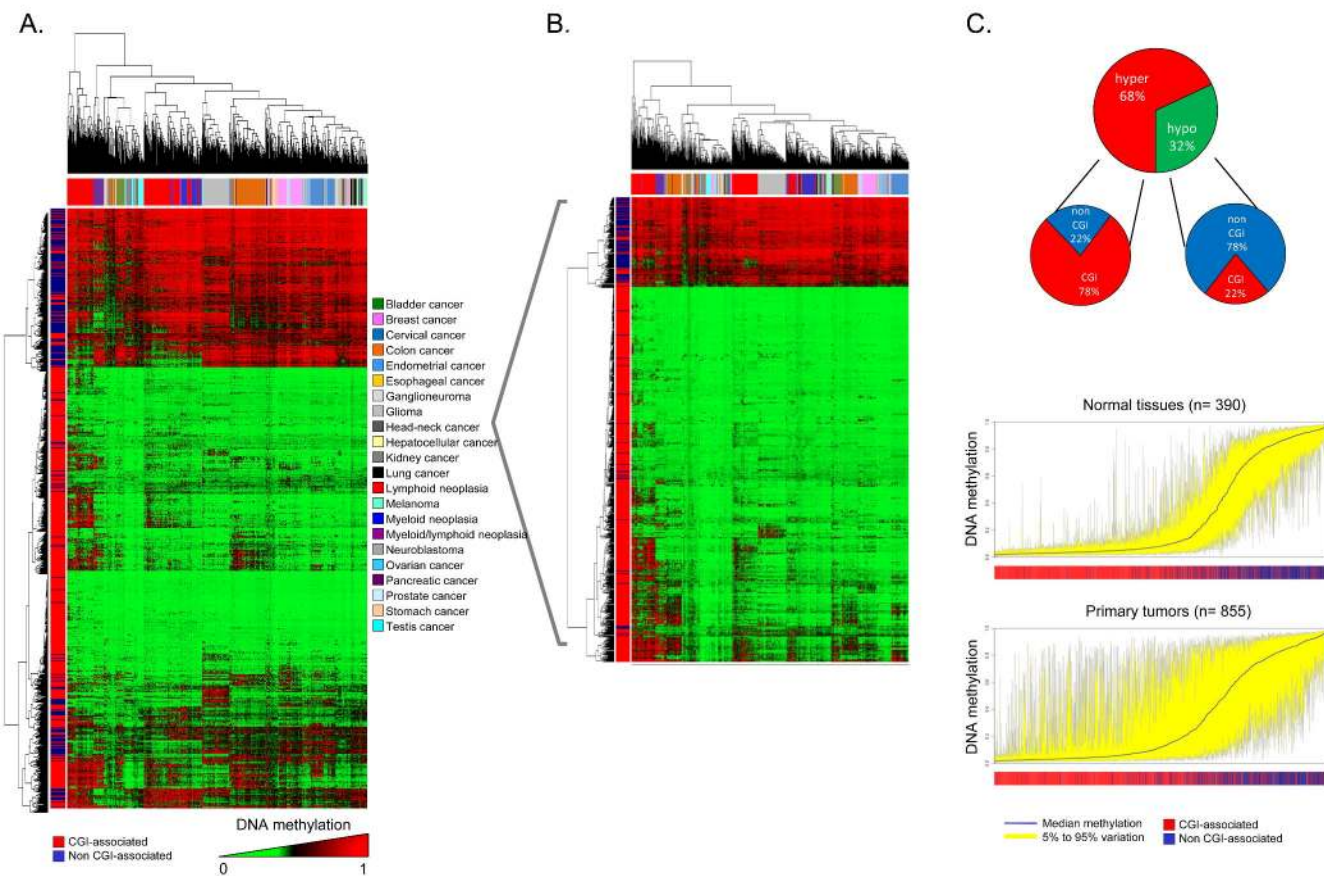 A.
B.
C.
hyper
68%
hypo
32%
non
CGI
22%
CGI
78%
non
CGI
78%
CGI
22%
Bladder cancer
Breast cancer
Cervical cancer
Colon cancer
Endometrial cancer
Esophageal cancer
Ganglioneuroma
Glioma
Head-neck cancer
Hepatocellular cancer
Kidney cancer
Lung cancer
Lymphoid neoplasia
Melanoma
Myeloid neoplasia
Myeloid/lymphoid neoplasia
Neuroblastoma
Ovarian cancer
Pancreatic cancer
Prostate cancer
Stomach cancer
Testis cancer
CGI-associated
Non CGI-associated
DNA methylation
0 1
Normal tissues (n= 390)
DNA methylation
Primary tumors (n= 855)
DNA methylation
Median methylation
5% to 95% variation
CGI-associated
Non CGI-associated